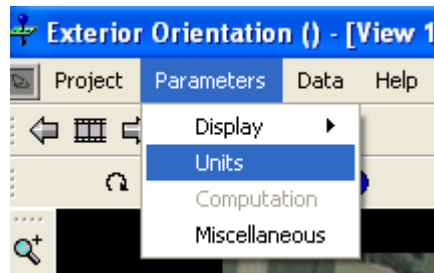 Exterior Orientation () - [View 1
Project Parameters Data Help
Display
Units
Computation
Miscellaneous